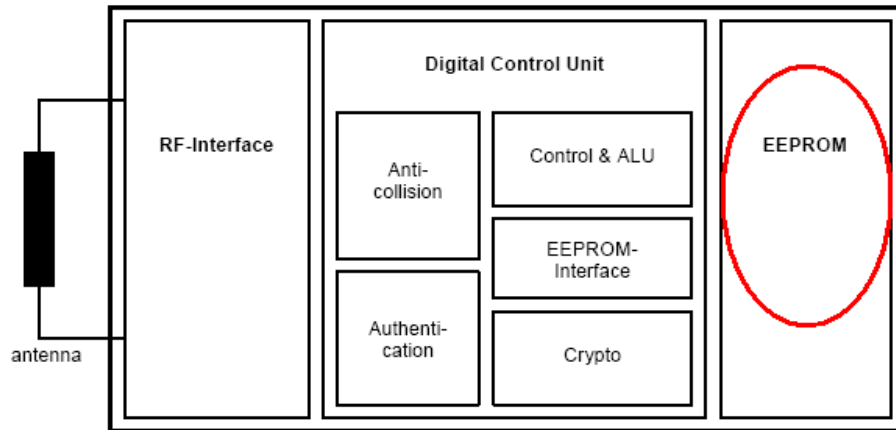 Digital Control Unit
RF-Interface
EEPROM
Anti-
collision
Control & ALU
EEPROM-
Interface
Authenti-
cation
Crypto
antenna